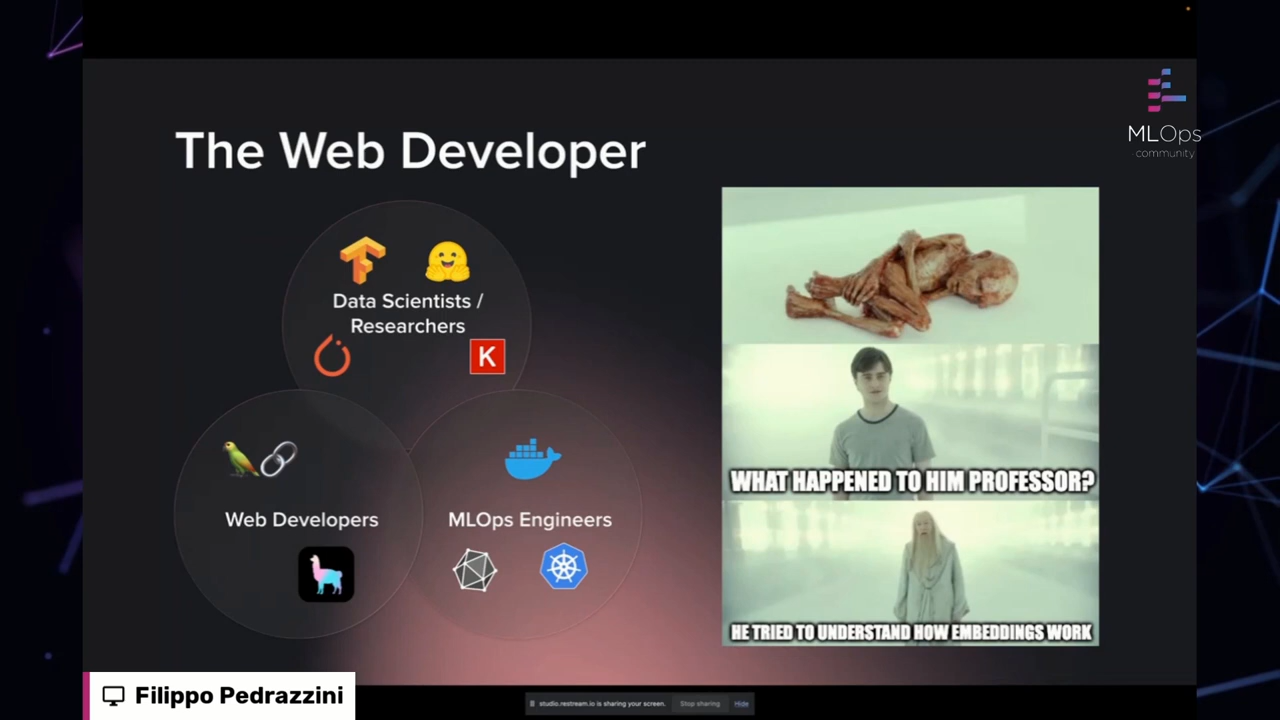 MLOps
community
The Web Developer
Data Scientists /
Researchers
K
Web Developers
MLOps Engineers
WHAT HAPPENED TO HIM PROFESSOR?
HE TRIED TO UNDERSTAND HOW EMBEDDINGS WORK
Filippo Pedrazzini
studio.restream.io is sharing your screen.
Stop sharing
Hide